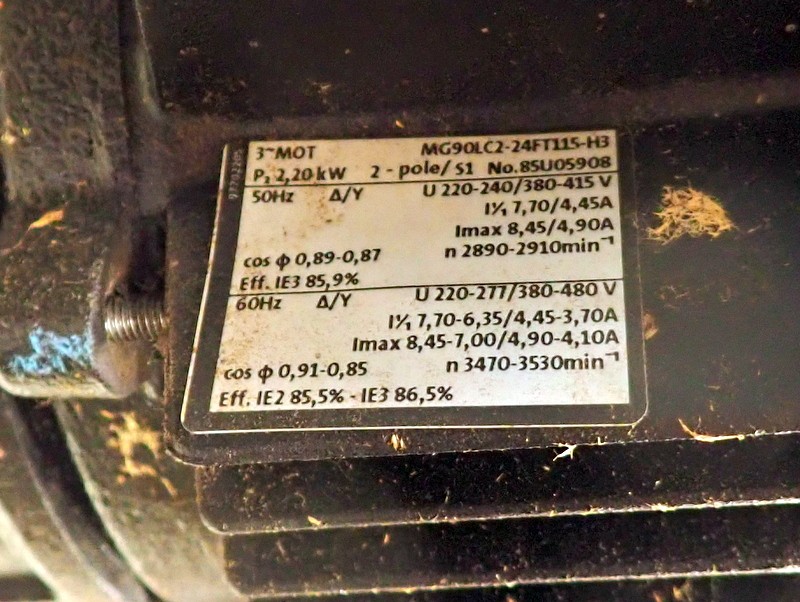 3~MOT MG90LC2-24FT115-H3
P₂ 2,20 kW 2 - pole/ S1 No.85U05908
50Hz Δ/Y U 220-240/380-415 V
I¹/₁ 7,70/4,45A
Imax 8,45/4,90A
cos φ 0,89-0,87 n 2890-2910min⁻¹
Eff. IE3 85,9%
60Hz Δ/Y U 220-277/380-480 V
I¹/₁ 7,70-6,35/4,45-3,70A
Imax 8,45-7,00/4,90-4,10A
cos φ 0,91-0,85 n 3470-3530min⁻¹
Eff. IE2 85,5% - IE3 86,5%